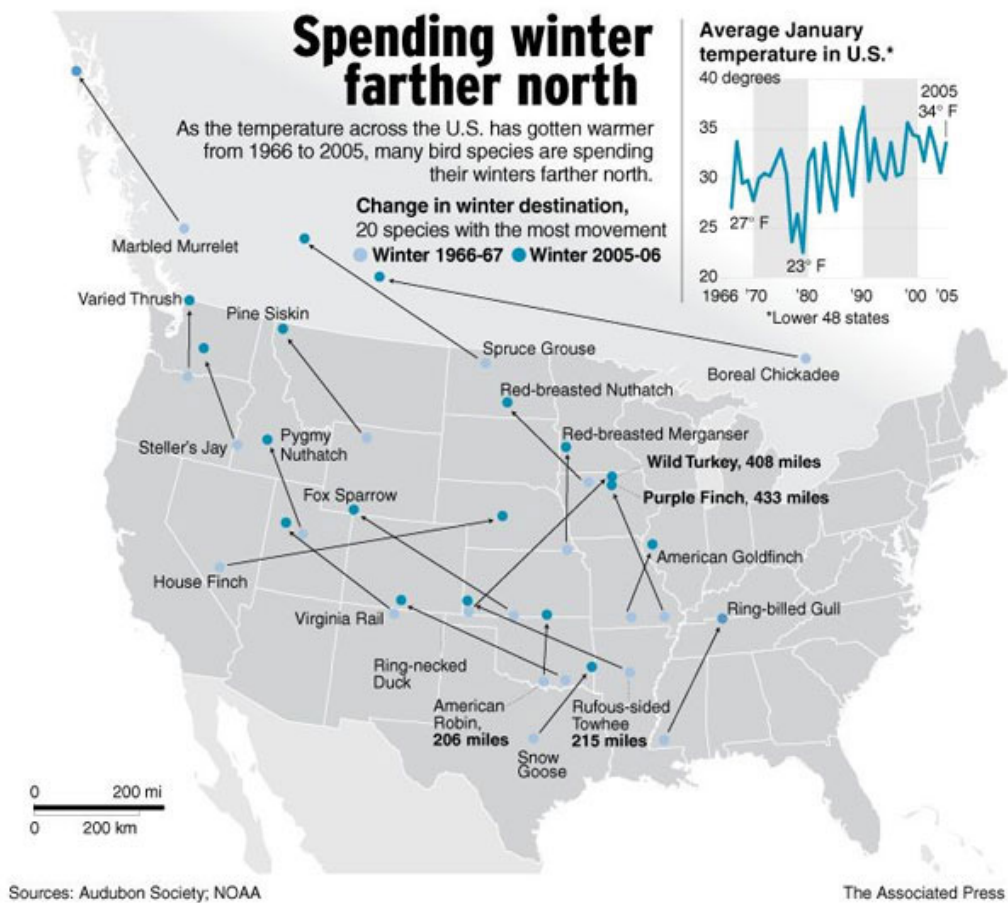 Spending winter
farther north
As the temperature across the U.S. has gotten warmer
from 1966 to 2005, many bird species are spending
their winters farther north.
Change in winter destination,
20 species with the most movement
Winter 1966-67 Winter 2005-06
Average January
temperature in U.S.*
40 degrees
2005
34° F
35
30
27° F
25
23° F
20
1966 '70 '80 '90 '00 '05
*Lower 48 states
Marbled Murrelet
Varied Thrush
Pine Siskin
Spruce Grouse
Boreal Chickadee
Red-breasted Nuthatch
Steller's Jay
Pygmy
Nuthatch
Red-breasted Merganser
Wild Turkey, 408 miles
Fox Sparrow
Purple Finch, 433 miles
House Finch
American Goldfinch
Virginia Rail
Ring-billed Gull
Ring-necked
Duck
American
Robin,
206 miles
Rufous-sided
Towhee
215 miles
Snow
Goose
0 200 mi
0 200 km
Sources: Audubon Society; NOAA
The Associated Press